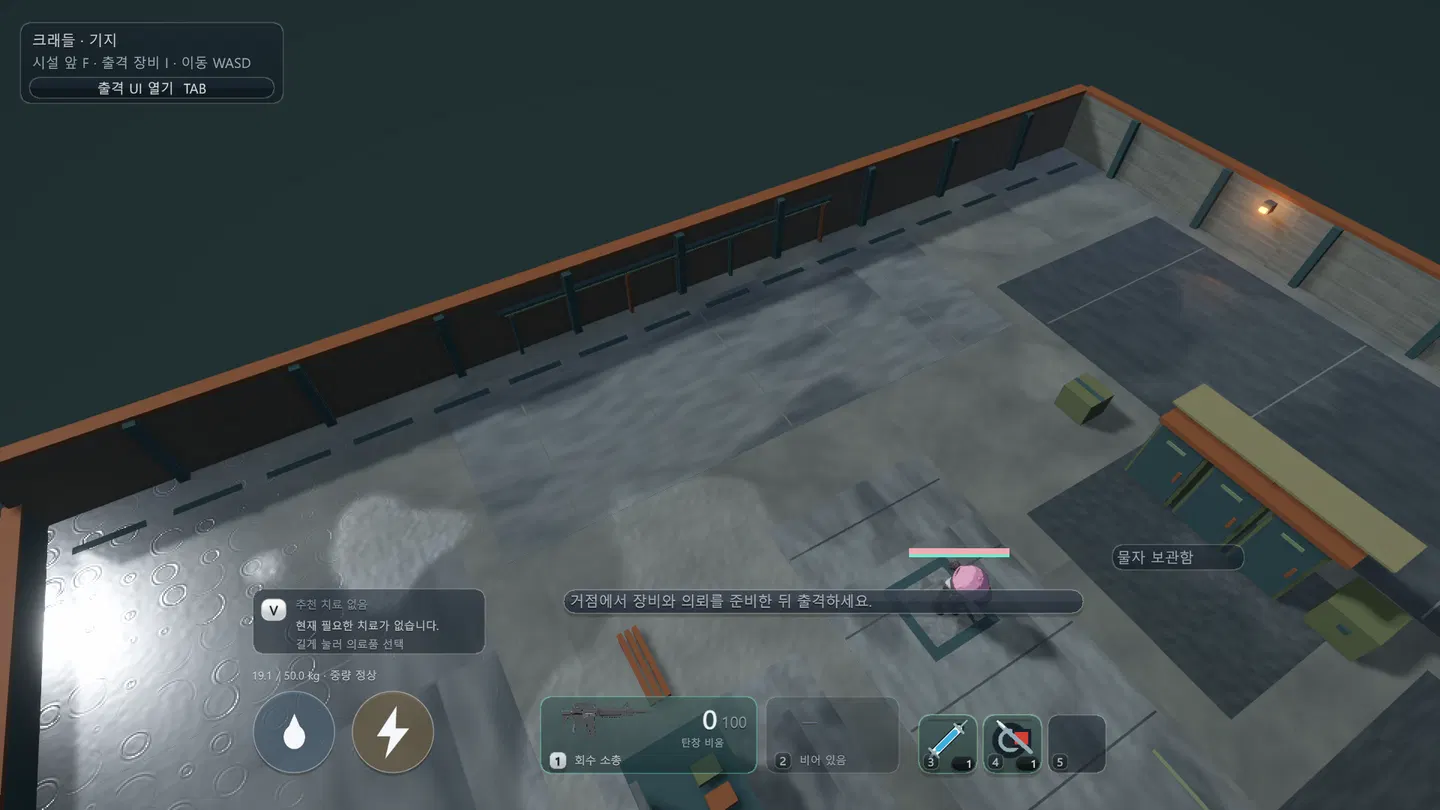 크래들 · 기지
시설 앞 F · 출격 장비 I · 이동 WASD
출격 UI 열기 TAB
물자 보관함
거점에서 장비와 의뢰를 준비한 뒤 출격하세요.
V
추천 치료 없음
현재 필요한 치료가 없습니다.
길게 눌러 의료품 선택
19.1 / 50.0 kg · 중량 정상
0 100
탄창 비움
1 회수 소총
—
2 비어 있음
3 1
4 1
5